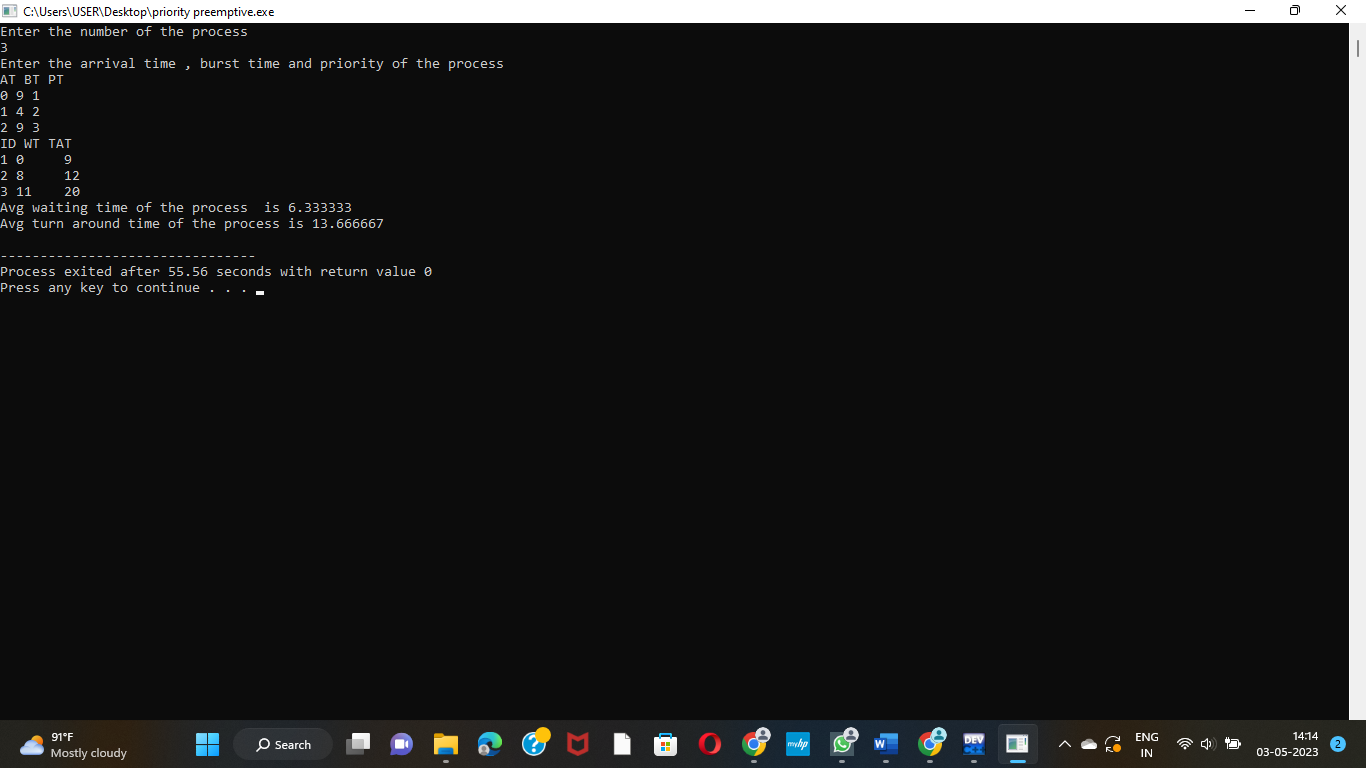 C:\Users\USER\Desktop\priority preemptive.exe
Enter the number of the process
3
Enter the arrival time , burst time and priority of the process
AT BT PT
0 9 1
1 4 2
2 9 3
ID WT TAT
1 0     9
2 8     12
3 11    20
Avg waiting time of the process  is 6.333333
Avg turn around time of the process is 13.666667
--------------------------------
Process exited after 55.56 seconds with return value 0
Press any key to continue . . .
91°F
Mostly cloudy
Search
myhp
W
DEV
C++
ENG
IN
14:14
03-05-2023
2